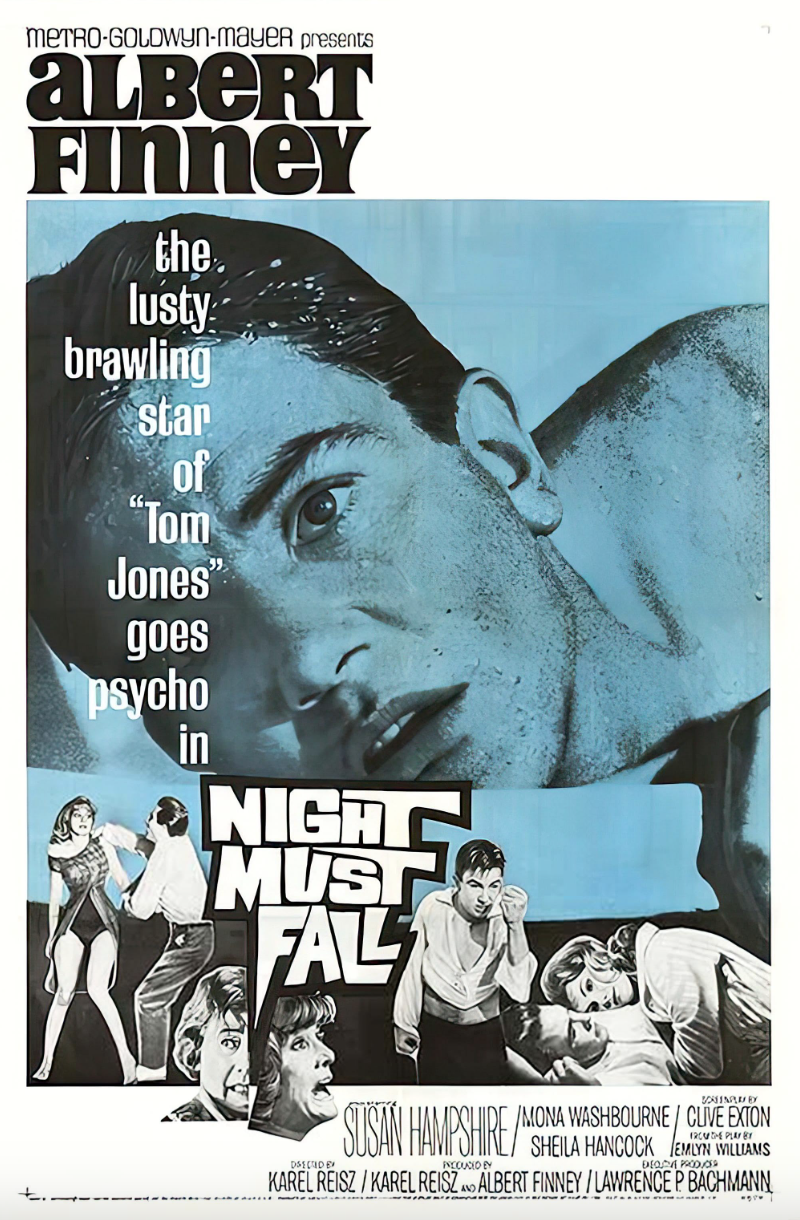 METRO-GOLDWYN-MAYER presents
ALBERT
FINNEY
the
lusty
brawling
star
of
"Tom
Jones"
goes
psycho
in
NIGHT
MUST
FALL
SUSAN HAMPSHIRE / MONA WASHBOURNE / SCREENPLAY BY
CLIVE EXTON
SHEILA HANCOCK / FROM THE PLAY BY
EMLYN WILLIAMS
DIRECTED BY PRODUCED BY EXECUTIVE PRODUCER
KAREL REISZ / KAREL REISZ AND ALBERT FINNEY / LAWRENCE P. BACHMANN